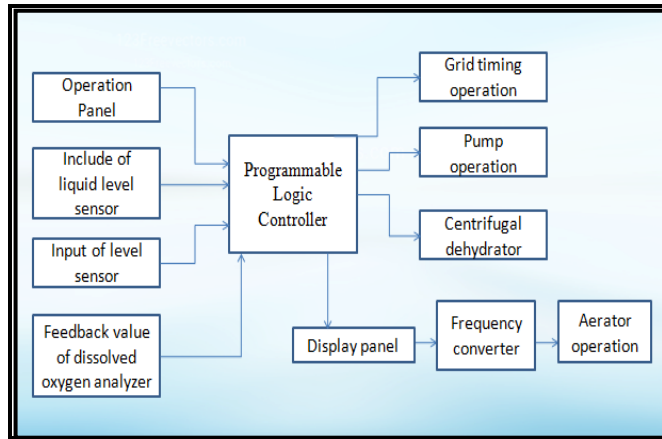 Operation
Panel
Include of
liquid level
sensor
Input of level
sensor
Feedback value
of dissolved
oxygen analyzer
Programmable
Logic
Controller
Grid timing
operation
Pump
operation
Centrifugal
dehydrator
Display panel
Frequency
converter
Aerator
operation